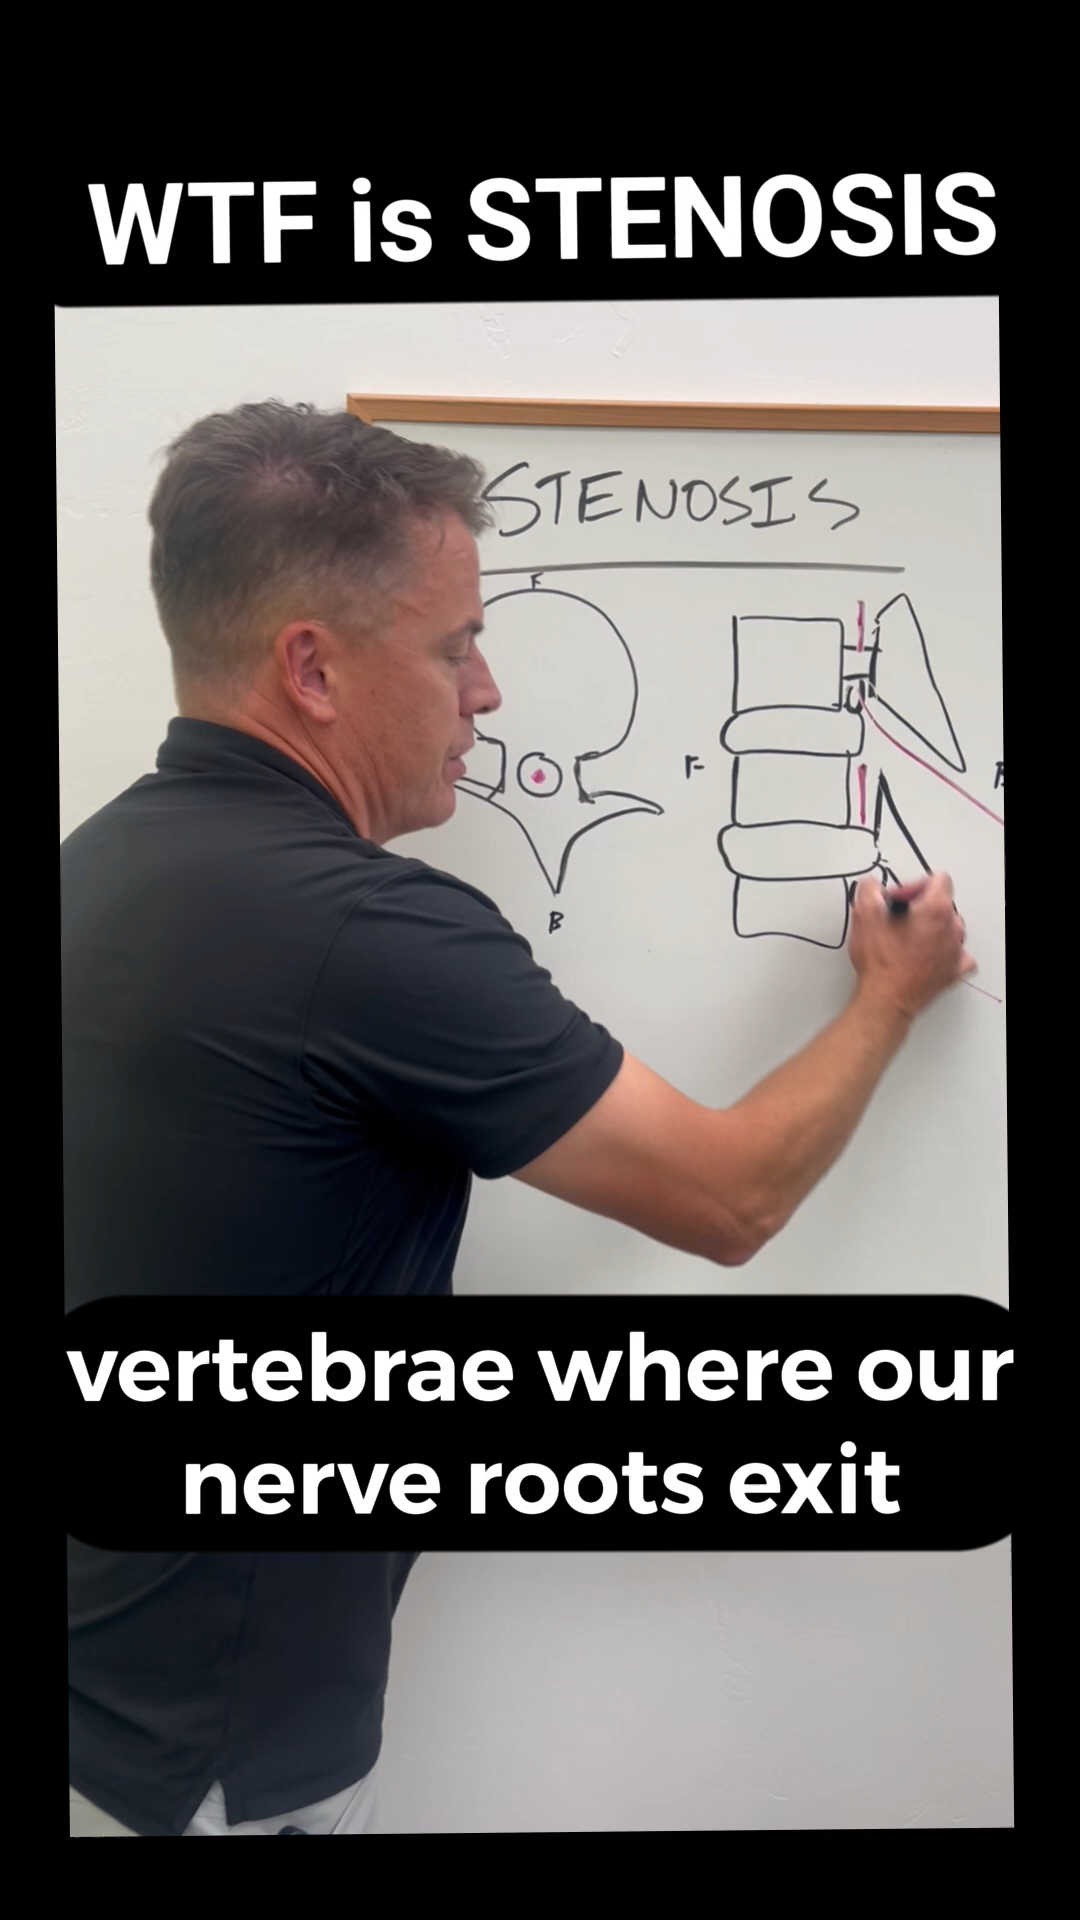 WTF is STENOSIS
STENOSIS
F
F
B
vertebrae where our
nerve roots exit